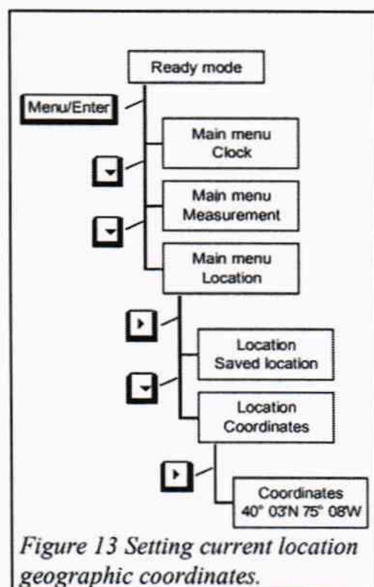 Ready mode
Menu/Enter
Main menu
Clock
Main menu
Measurement
Main menu
Location
Location
Saved location
Location
Coordinates
Coordinates
40° 03'N 75° 08'W
Figure 13 Setting current location
geographic coordinates.